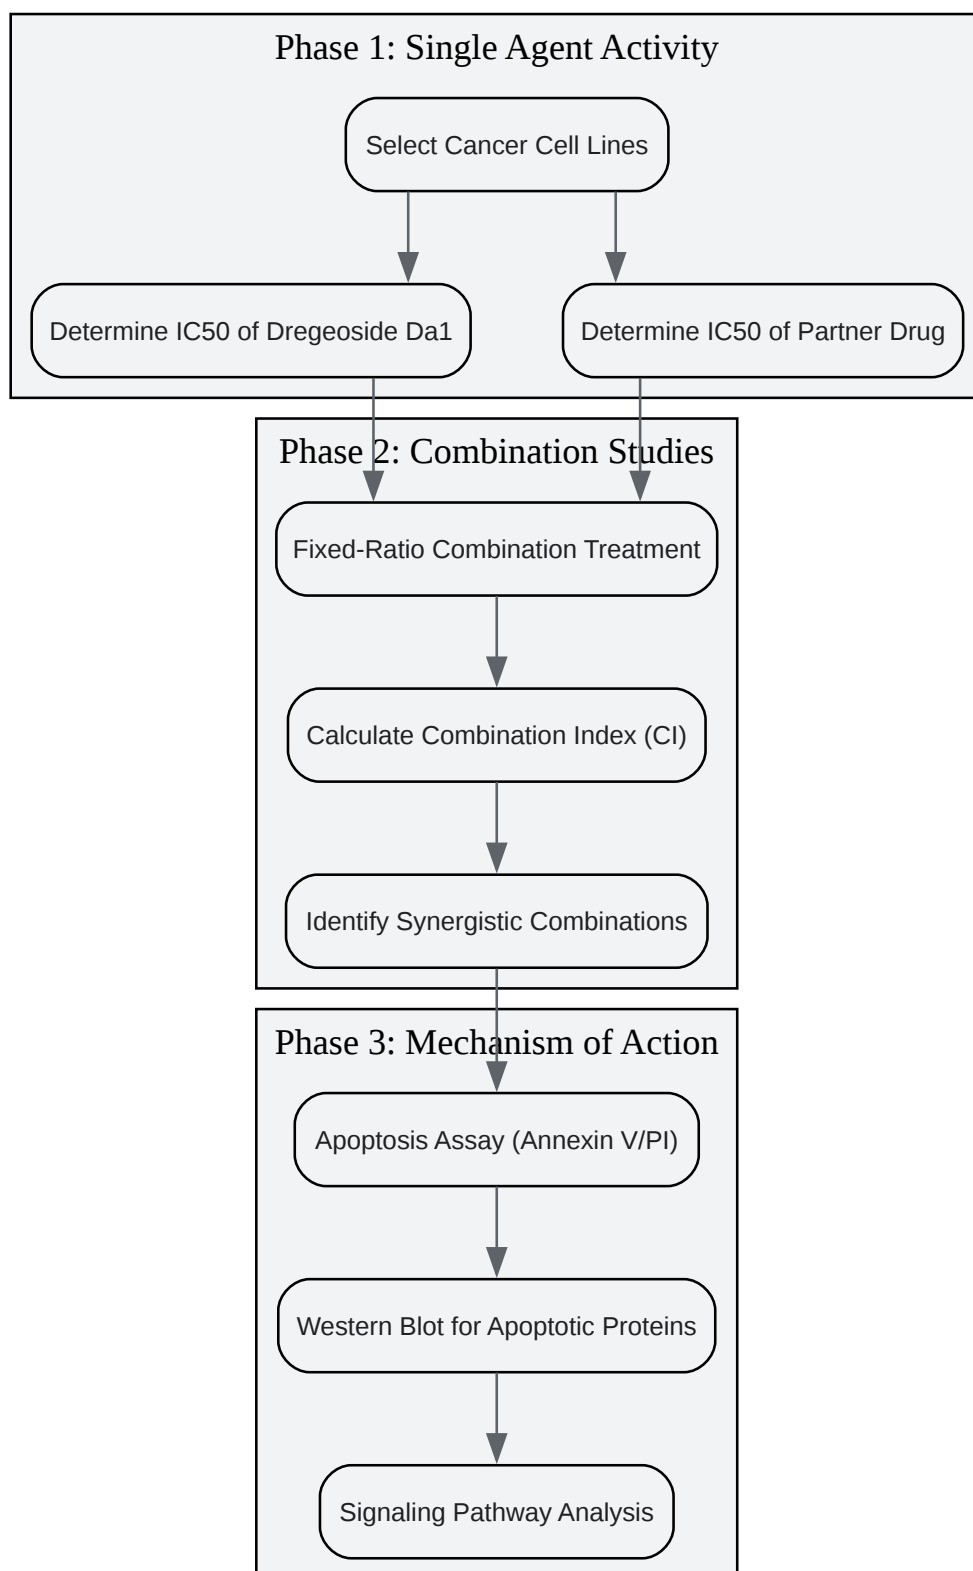 Phase 1: Single Agent Activity
Select Cancer Cell Lines
Determine IC50 of Dregeoside Da1
Determine IC50 of Partner Drug
Phase 2: Combination Studies
Fixed-Ratio Combination Treatment
Calculate Combination Index (CI)
Identify Synergistic Combinations
Phase 3: Mechanism of Action
Apoptosis Assay (Annexin V/PI)
Western Blot for Apoptotic Proteins
Signaling Pathway Analysis